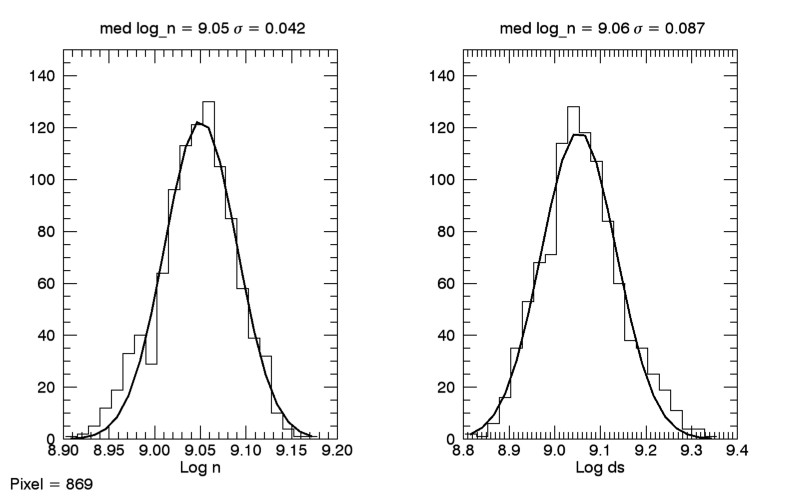 med log_n = 9.05 σ = 0.042
140
120
100
80
60
40
20
0
8.90 8.95 9.00 9.05 9.10 9.15 9.20
Log n
med log_n = 9.06 σ = 0.087
140
120
100
80
60
40
20
0
8.8 8.9 9.0 9.1 9.2 9.3 9.4
Log ds
Pixel = 869